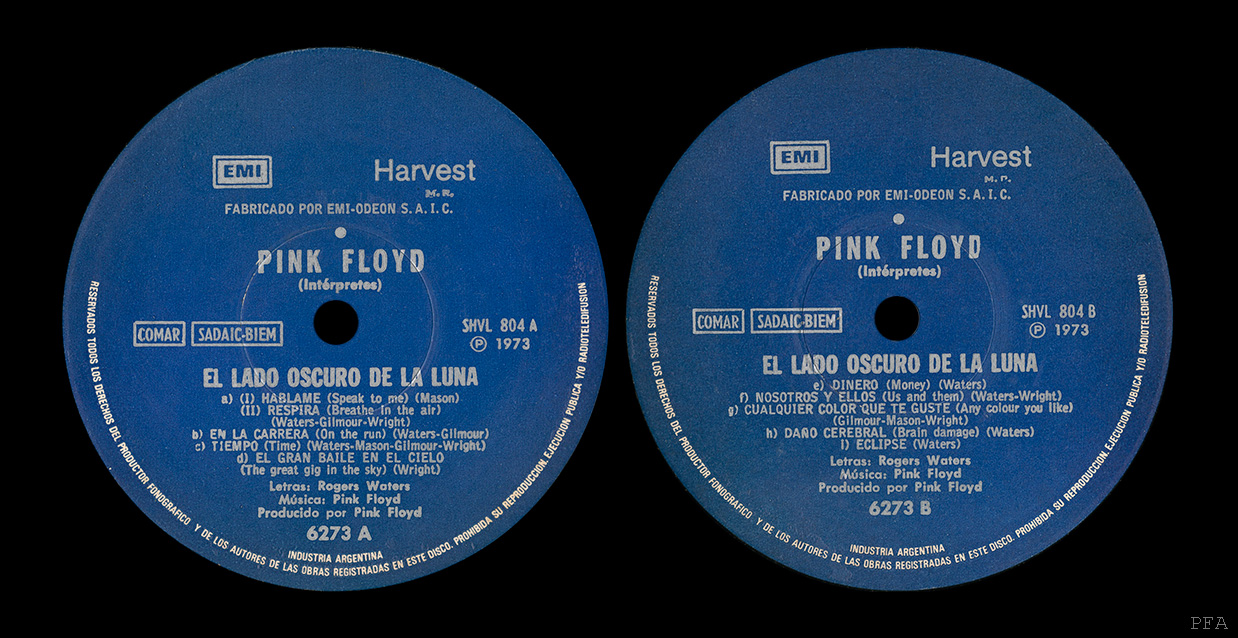 EMI
Harvest
M. R.
FABRICADO POR EMI-ODEON S. A. I. C.
PINK FLOYD
(Intérpretes)
COMAR SADAIC-BIEM
SHVL 804 A
Ⓟ 1973
EL LADO OSCURO DE LA LUNA
a) (I) HABLAME (Speak to me) (Mason)
(II) RESPIRA (Breathe in the air)
(Waters-Gilmour-Wright)
b) EN LA CARRERA (On the run) (Waters-Gilmour)
c) TIEMPO (Time) (Waters-Mason-Gilmour-Wright)
d) EL GRAN BAILE EN EL CIELO
(The great gig in the sky) (Wright)
Letras: Rogers Waters
Música: Pink Floyd
Producido por Pink Floyd
6273 A
INDUSTRIA ARGENTINA
RESERVADOS TODOS LOS DERECHOS DEL PRODUCTOR FONOGRAFICO Y DE LOS AUTORES DE LAS OBRAS REGISTRADAS EN ESTE DISCO. PROHIBIDA SU REPRODUCCION, EJECUCION PUBLICA Y/O RADIOTELEDIFUSION
EMI
Harvest
M. R.
FABRICADO POR EMI-ODEON S. A. I. C.
PINK FLOYD
(Intérpretes)
COMAR SADAIC-BIEM
SHVL 804 B
Ⓟ 1973
EL LADO OSCURO DE LA LUNA
e) DINERO (Money) (Waters)
f) NOSOTROS Y ELLOS (Us and them) (Waters-Wright)
g) CUALQUIER COLOR QUE TE GUSTE (Any colour you like)
(Gilmour-Mason-Wright)
h) DAÑO CEREBRAL (Brain damage) (Waters)
I) ECLIPSE (Waters)
Letras: Rogers Waters
Música: Pink Floyd
Producido por Pink Floyd
6273 B
INDUSTRIA ARGENTINA
RESERVADOS TODOS LOS DERECHOS DEL PRODUCTOR FONOGRAFICO Y DE LOS AUTORES DE LAS OBRAS REGISTRADAS EN ESTE DISCO. PROHIBIDA SU REPRODUCCION, EJECUCION PUBLICA Y/O RADIOTELEDIFUSION
PFA